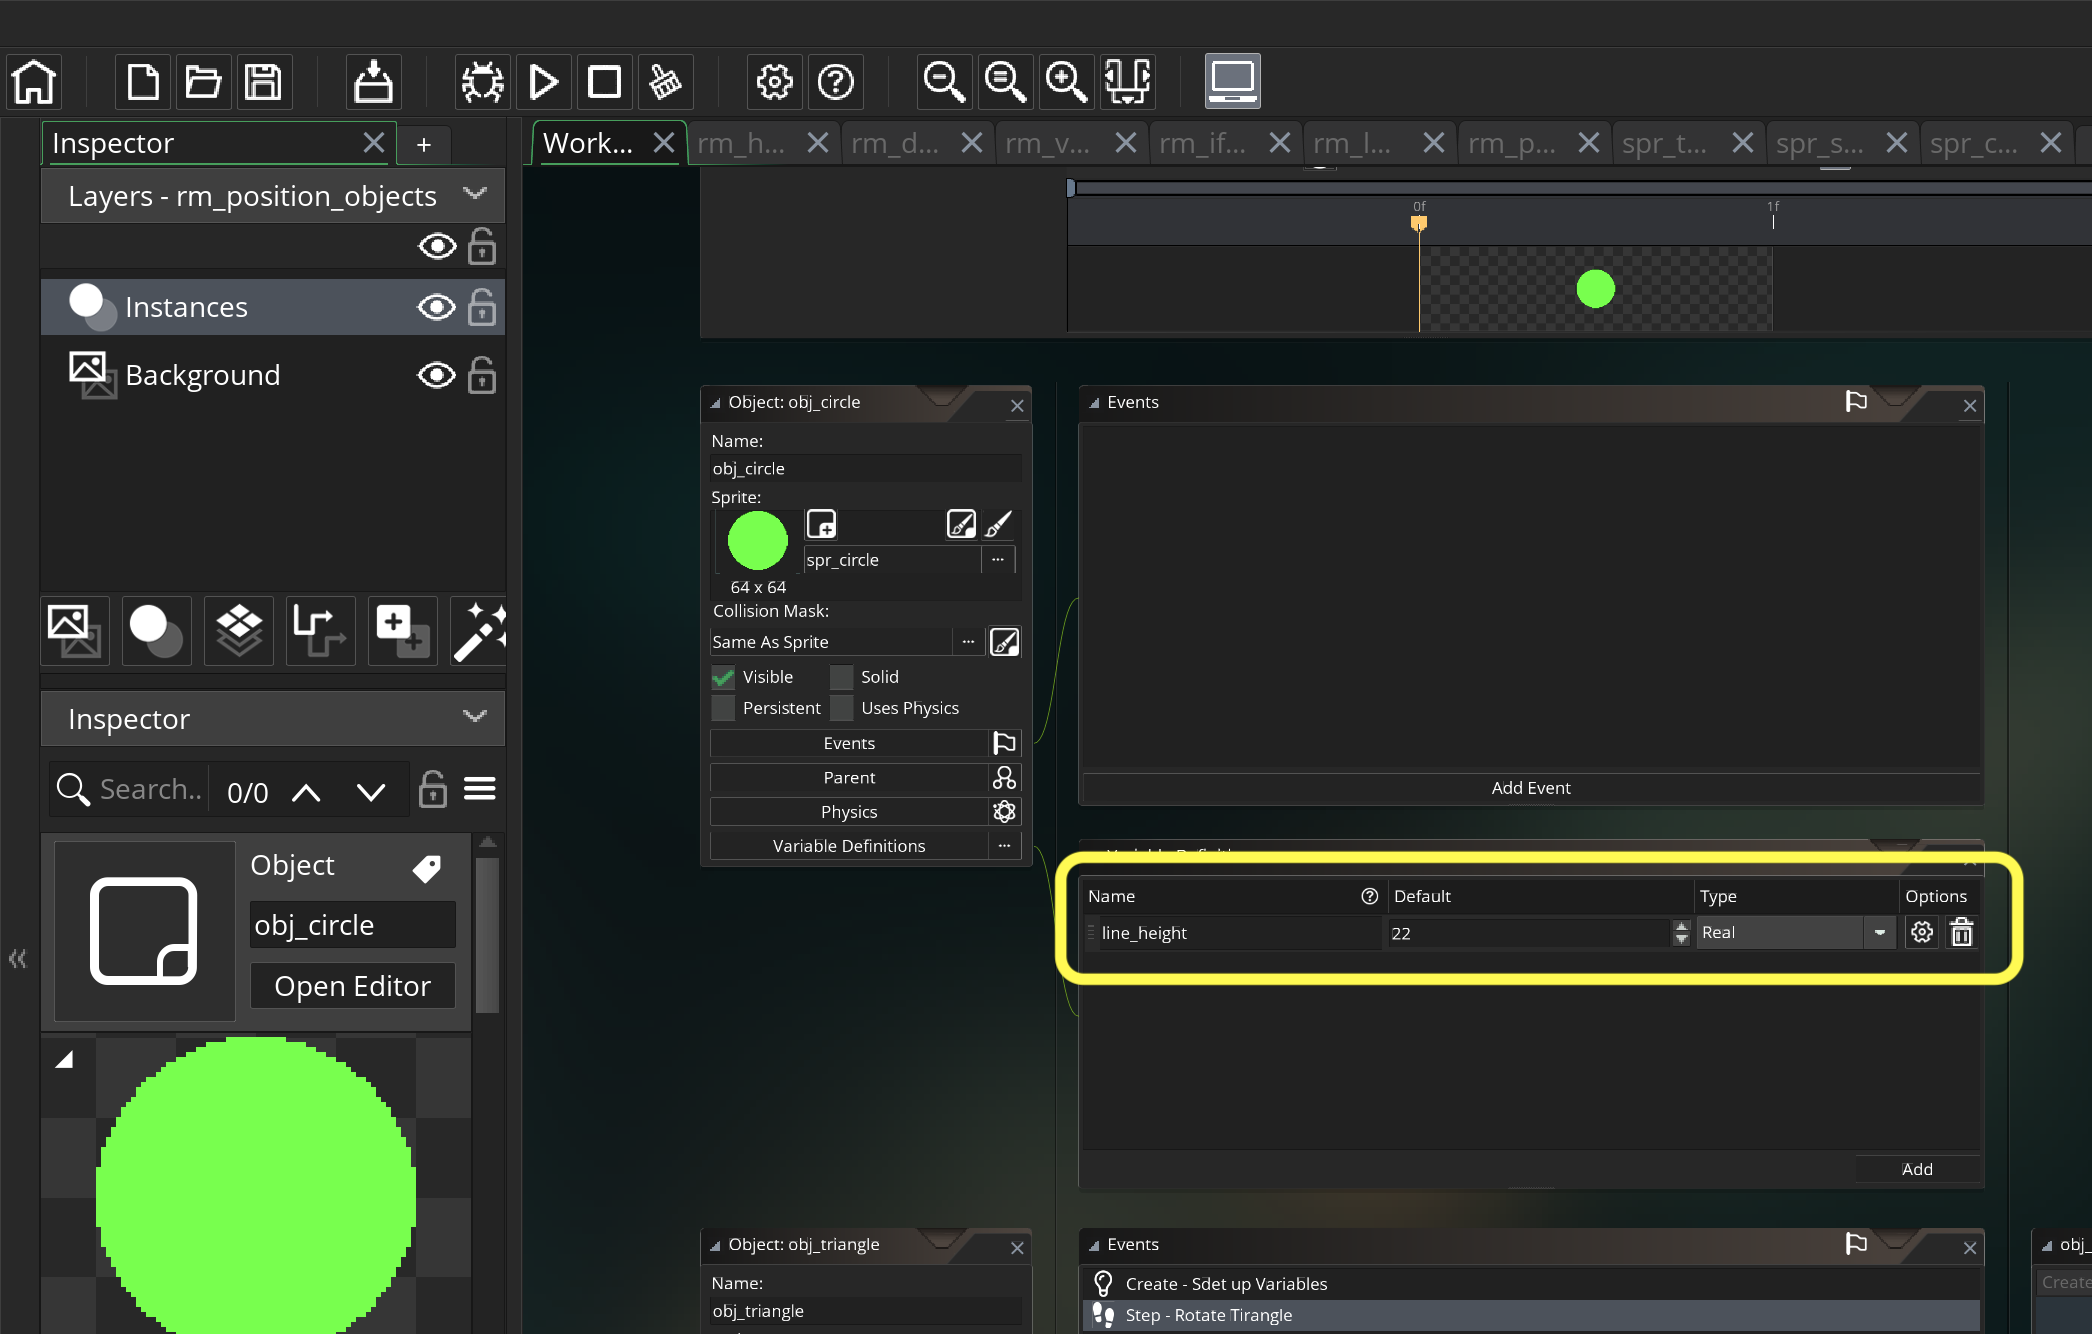 Inspector
+
Work...
rm_h...
rm_d...
rm_v...
rm_if...
rm_l...
rm_p...
spr_t...
spr_s...
spr_c...
Layers - rm_position_objects
0f
1f
Instances
Background
Object: obj_circle
Name:
obj_circle
Sprite:
spr_circle
...
64 x 64
Collision Mask:
Same As Sprite
...
Visible
Solid
Persistent
Uses Physics
Events
Parent
Physics
Variable Definitions
...
Events
Add Event
Name
Default
Type
Options
line_height
22
Real
Add
Inspector
Search..
0/0
Object
obj_circle
Open Editor
Object: obj_triangle
Name:
obj_triangle
Events
Create - Sdet up Variables
Step - Rotate Tirangle
obj_
Create